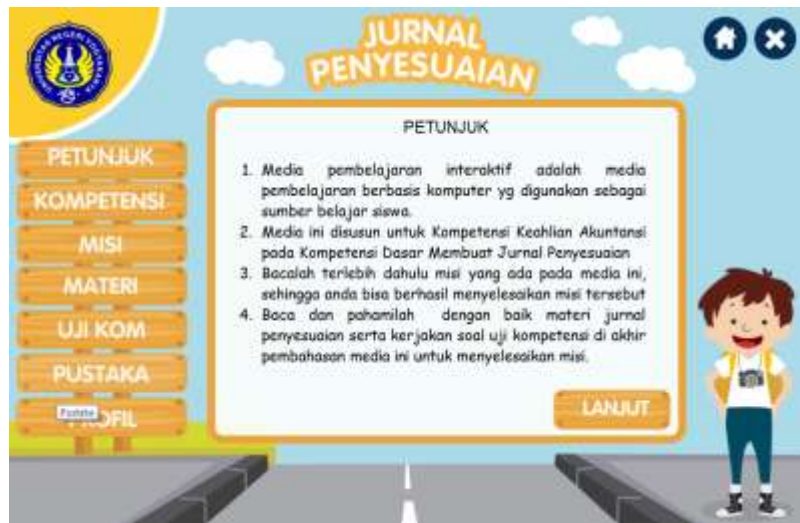 UNIVERSITAS NEGERI YOGYAKARTA
JURNAL
PENYESUAIAN
PETUNJUK
KOMPETENSI
MISI
MATERI
UJI KOM
PUSTAKA
PETUNJUK
1. Media pembelajaran interaktif adalah media
pembelajaran berbasis komputer yg digunakan sebagai
sumber belajar siswa.
2. Media ini disusun untuk Kompetensi Keahlian Akuntansi
pada Kompetensi Dasar Membuat Jurnal Penyesuaian
3. Bacalah terlebih dahulu misi yang ada pada media ini,
sehingga anda bisa berhasil menyelesaikan misi tersebut
4. Baca dan pahamilah dengan baik materi jurnal
penyesuaian serta kerjakan soal uji kompetensi di akhir
pembahasan media ini untuk menyelesaikan misi.
LANJUT